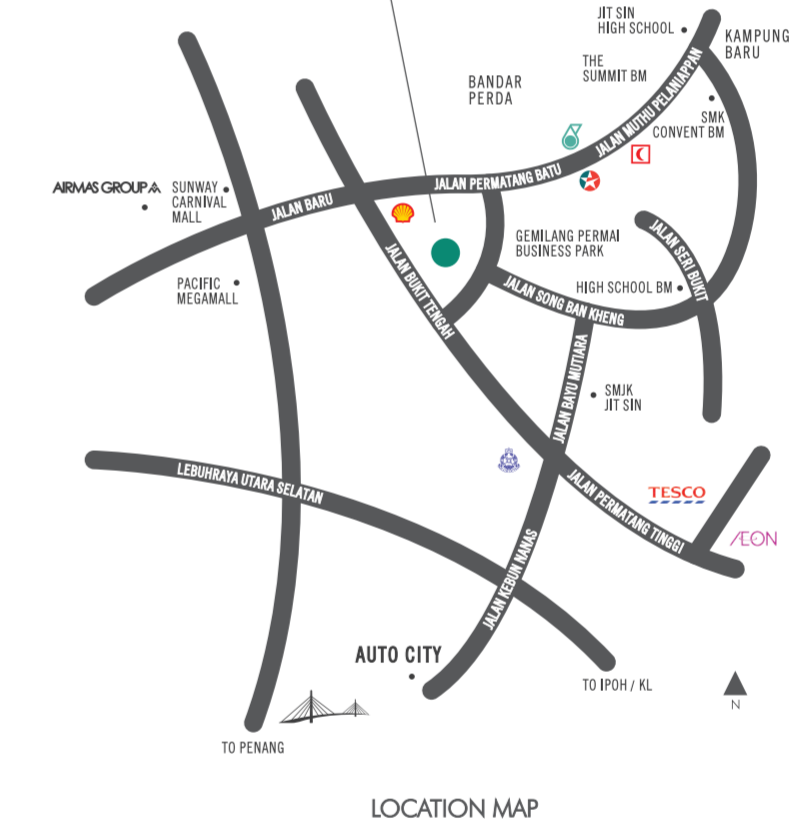 JIT SIN
HIGH SCHOOL
KAMPUNG
BARU
THE
SUMMIT BM
BANDAR
PERDA
JALAN MUTHU PELANIAPPAN
SMK
CONVENT BM
JALAN PERMATANG BATU
AIRMAS GROUP
SUNWAY
CARNIVAL
MALL
JALAN BARU
GEMILANG PERMAI
BUSINESS PARK
JALAN SERI BUKIT
PACIFIC
MEGAMALL
JALAN BUKIT TENGAH
JALAN SONG BAN KHENG
HIGH SCHOOL BM
JALAN BAYU MUTIARA
SMJK
JIT SIN
LEBUHRAYA UTARA SELATAN
JALAN PERMATANG TINGGI
TESCO
ÆON
JALAN KEBUN NANAS
AUTO CITY
TO IPOH / KL
N
TO PENANG
LOCATION MAP